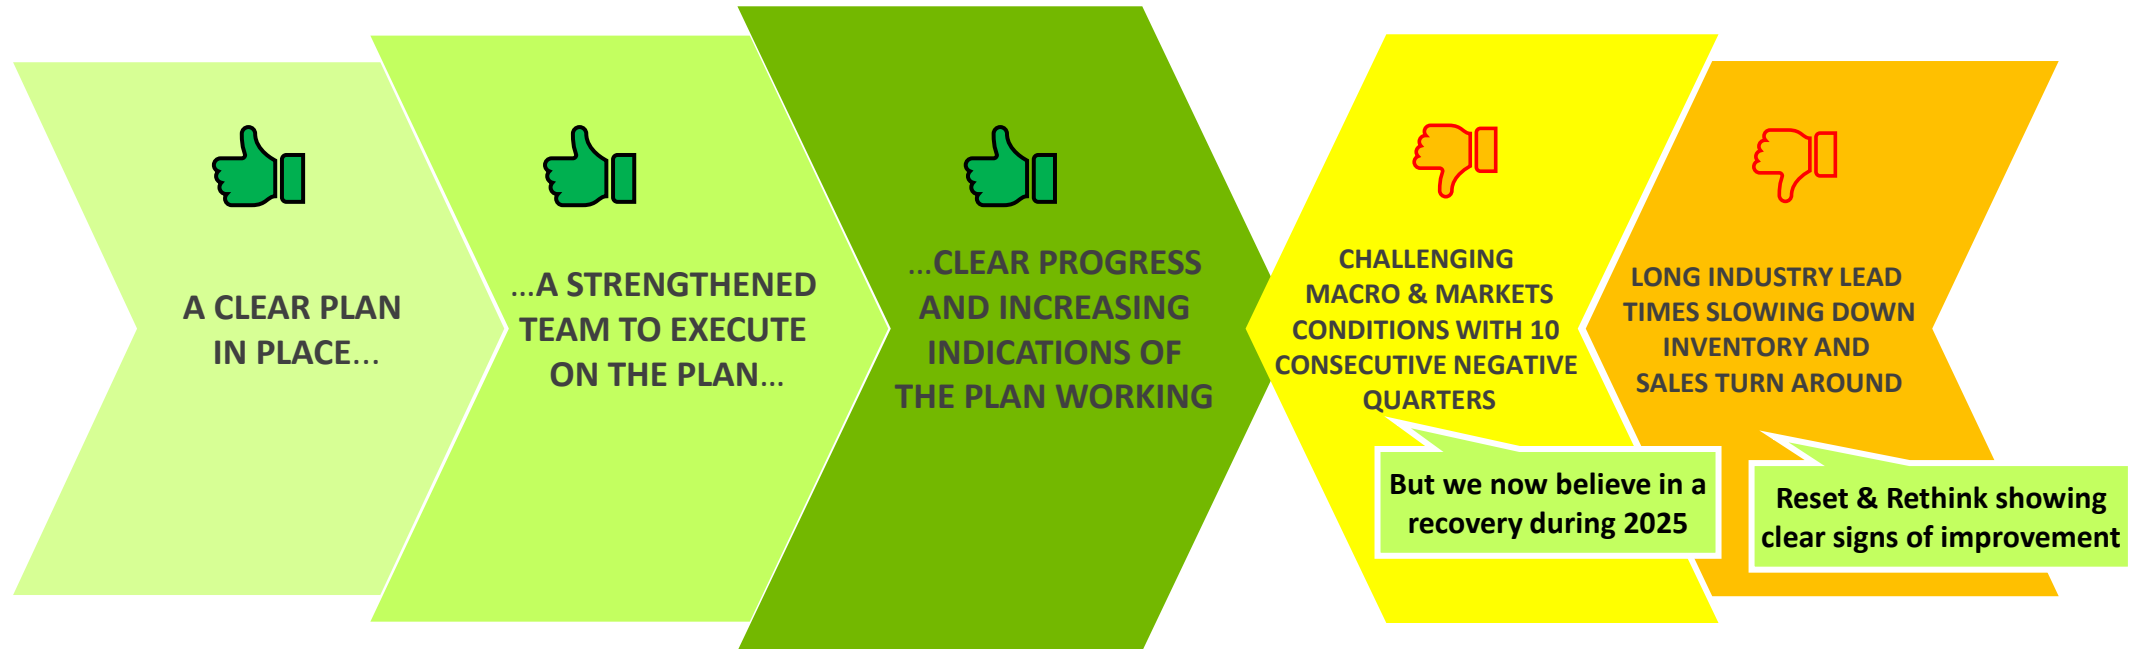 A CLEAR PLAN
IN PLACE...
...A STRENGTHENED
TEAM TO EXECUTE
ON THE PLAN...
...CLEAR PROGRESS
AND INCREASING
INDICATIONS OF
THE PLAN WORKING
CHALLENGING
MACRO & MARKETS
CONDITIONS WITH 10
CONSECUTIVE NEGATIVE
QUARTERS
But we now believe in a
recovery during 2025
LONG INDUSTRY LEAD
TIMES SLOWING DOWN
INVENTORY AND
SALES TURN AROUND
Reset & Rethink showing
clear signs of improvement